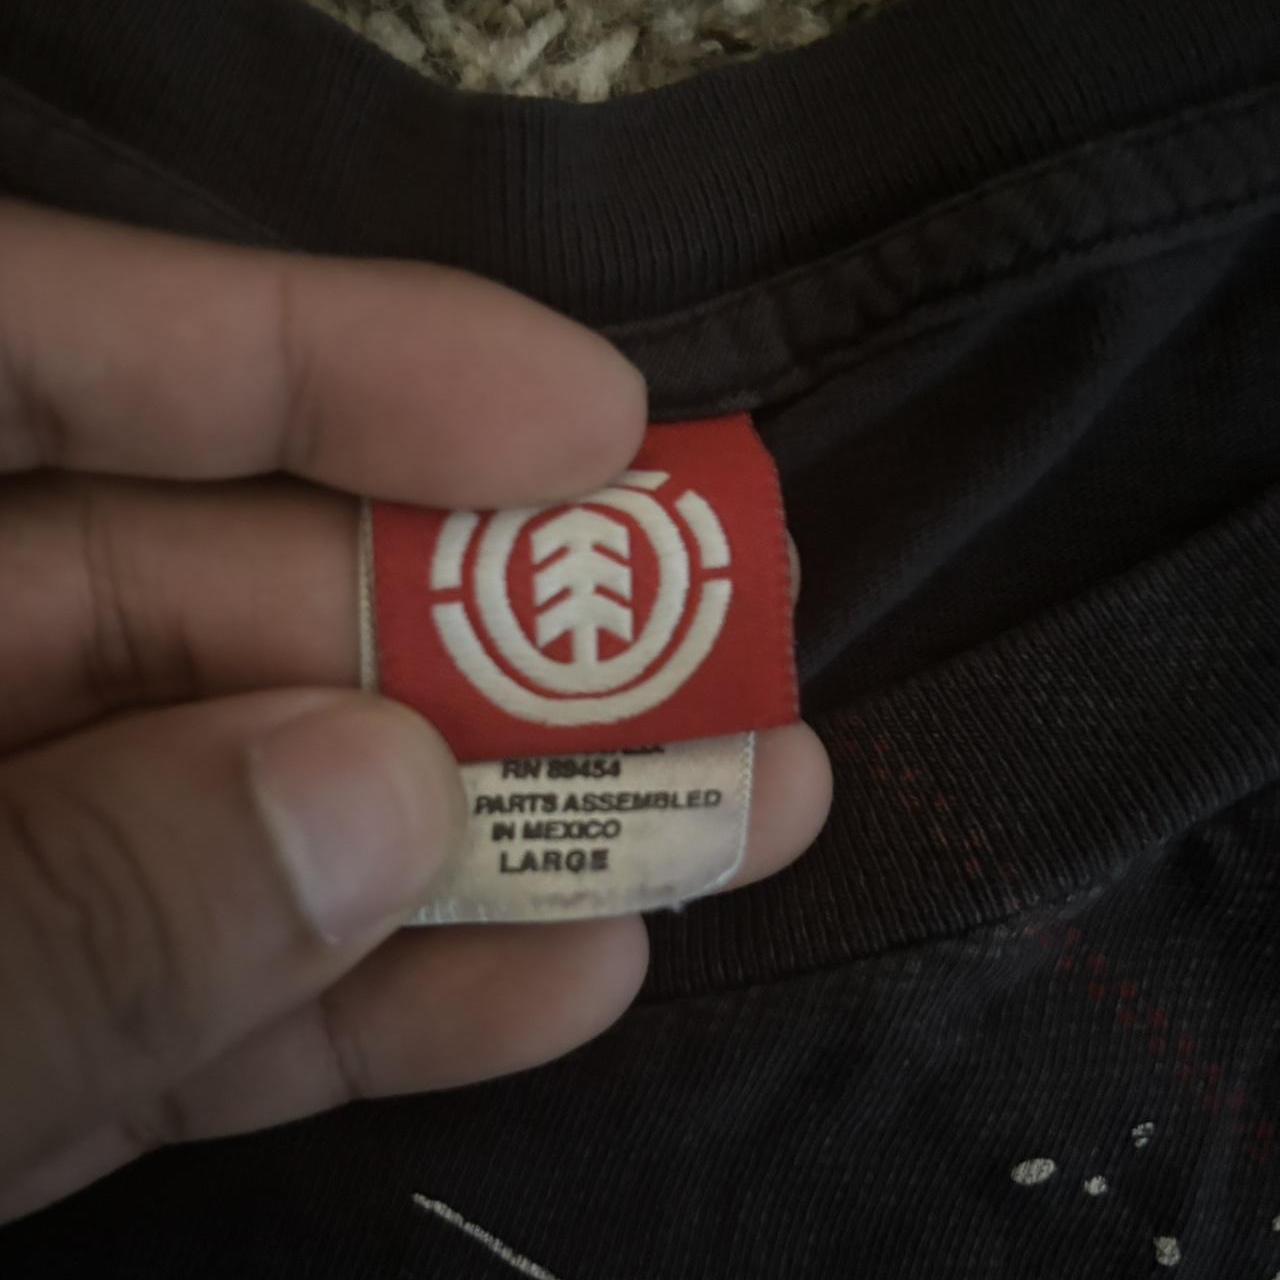 RN 89454
PARTS ASSEMBLED
IN MEXICO
LARGE